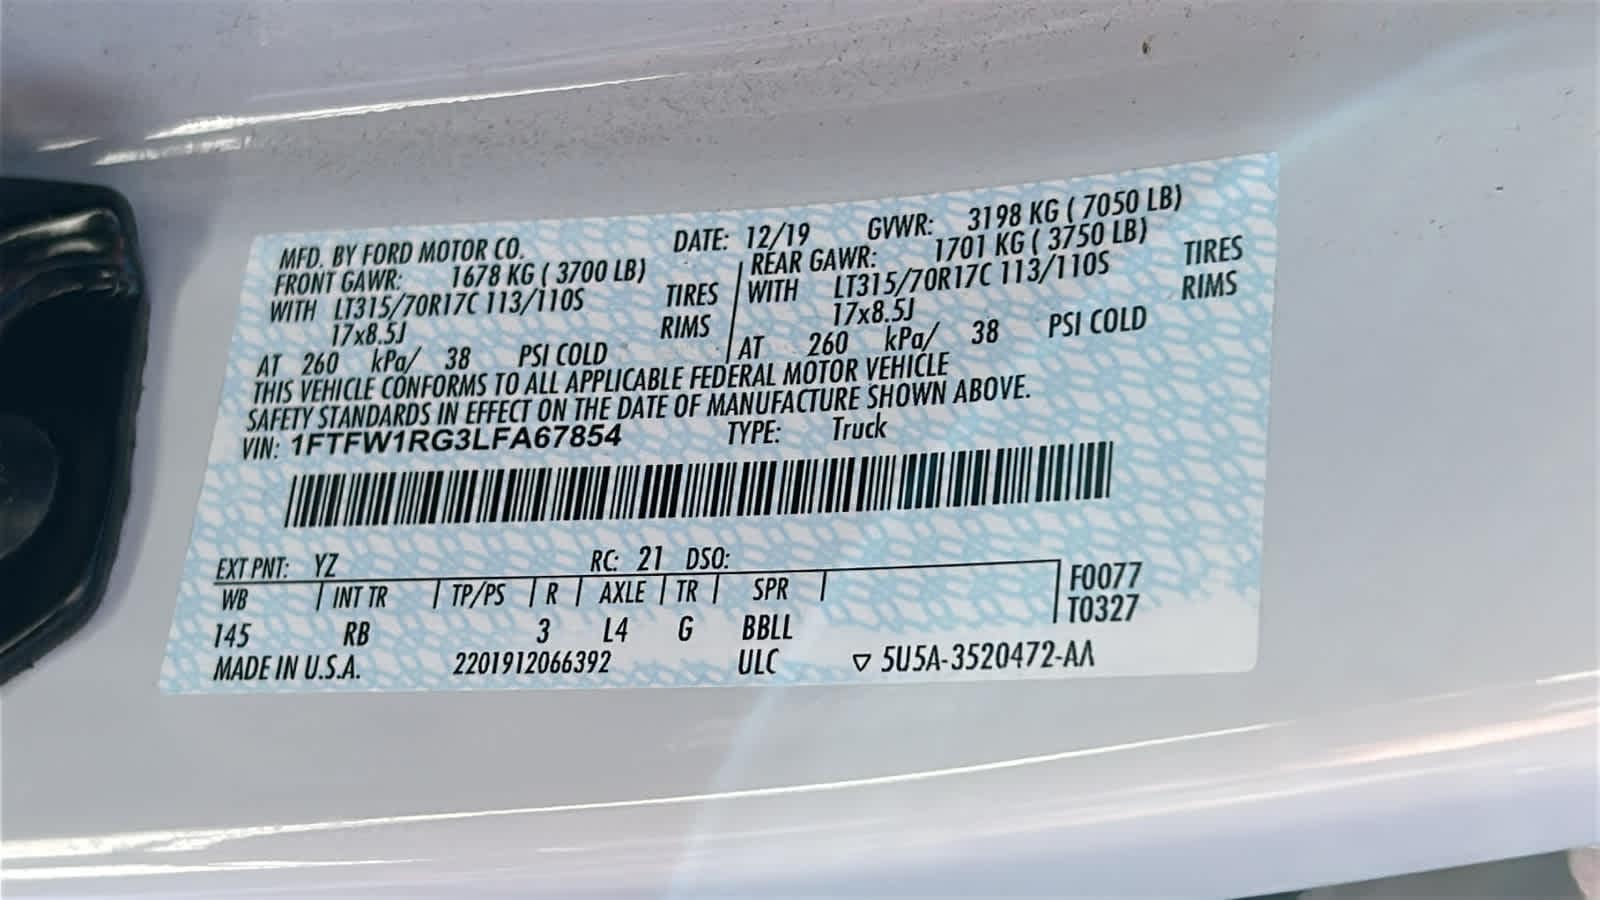 MFD. BY FORD MOTOR CO. DATE: 12/19 GVWR: 3198 KG ( 7050 LB)
FRONT GAWR: 1678 KG ( 3700 LB) REAR GAWR: 1701 KG ( 3750 LB)
WITH LT315/70R17C 113/110S TIRES WITH LT315/70R17C 113/110S TIRES
17x8.5J RIMS 17x8.5J RIMS
AT 260 kPa/ 38 PSI COLD AT 260 kPa/ 38 PSI COLD
THIS VEHICLE CONFORMS TO ALL APPLICABLE FEDERAL MOTOR VEHICLE
SAFETY STANDARDS IN EFFECT ON THE DATE OF MANUFACTURE SHOWN ABOVE.
VIN: 1FTFW1RG3LFA67854 TYPE: Truck
EXT PNT: YZ RC: 21 DSO:
WB INT TR TP/PS R AXLE TR SPR F0077
T0327
145 RB 3 L4 G BBLL
MADE IN U.S.A. 2201912066392 ULC ▽ 5U5A-3520472-AA